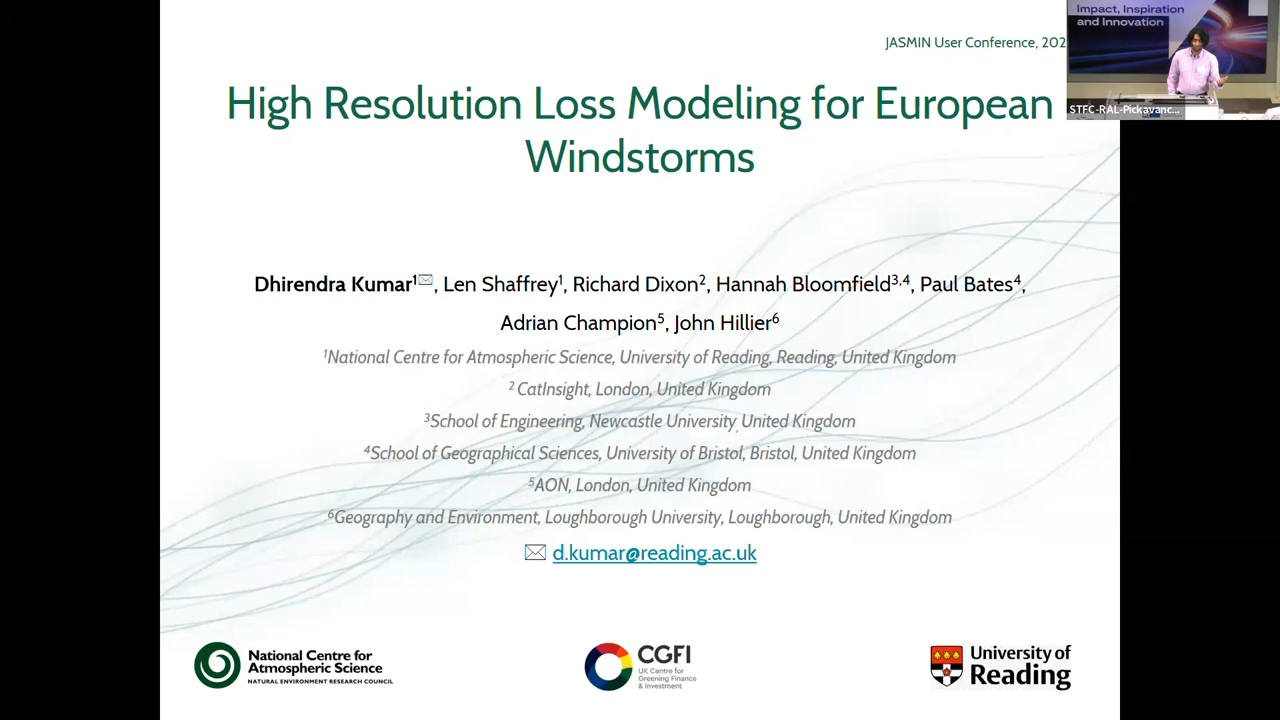 JASMIN User Conference, 202
Impact, Inspiration
and Innovation
STFC-RAL-Pickavanc...
High Resolution Loss Modeling for European
Windstorms
Dhirendra Kumar1✉, Len Shaffrey1, Richard Dixon2, Hannah Bloomfield3,4, Paul Bates4,
Adrian Champion5, John Hillier6
1National Centre for Atmospheric Science, University of Reading, Reading, United Kingdom
2 CatInsight, London, United Kingdom
3School of Engineering, Newcastle University, United Kingdom
4School of Geographical Sciences, University of Bristol, Bristol, United Kingdom
5AON, London, United Kingdom
6Geography and Environment, Loughborough University, Loughborough, United Kingdom
✉ d.kumar@reading.ac.uk
National Centre for
Atmospheric Science
NATURAL ENVIRONMENT RESEARCH COUNCIL
CGFI
UK Centre for
Greening Finance
& Investment
University of
Reading